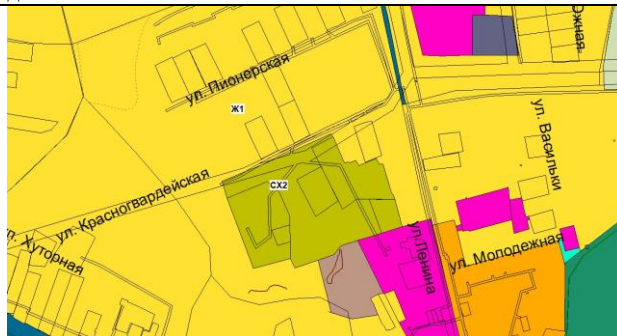 ул. Пионерская
Ж1
Южная
ул. Васильки
СХ2
ул. Красногвардейская
ул. Хуторная
ул. Ленина
ул. Молодежная